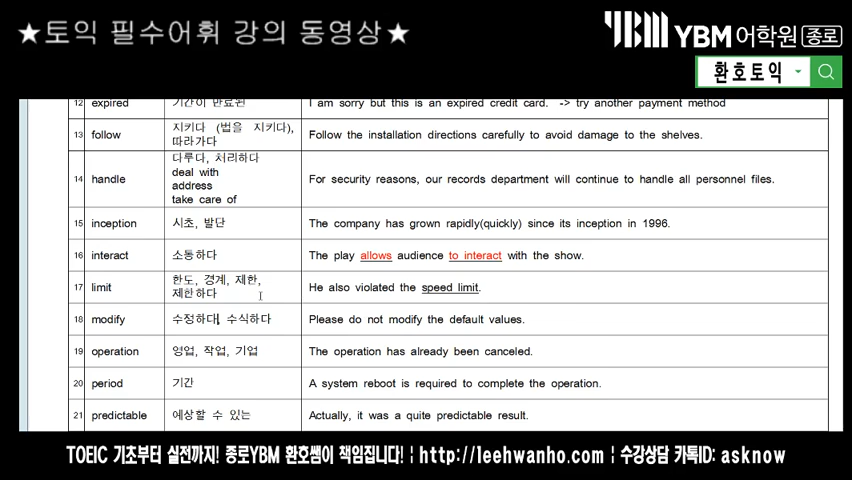 ★토익 필수어휘 강의 동영상★
YBM YBM어학원 종로
환호토익
12 expired 기간이 만료된 I am sorry but this is an expired credit card. -> try another payment method
13 follow 지키다 (법을 지키다), 따라가다 Follow the installation directions carefully to avoid damage to the shelves.
14 handle 다루다, 처리하다 deal with address take care of For security reasons, our records department will continue to handle all personnel files.
15 inception 시초, 발단 The company has grown rapidly(quickly) since its inception in 1996.
16 interact 소통하다 The play allows audience to interact with the show.
17 limit 한도, 경계, 제한, 제한하다 He also violated the speed limit.
18 modify 수정하다, 수식하다 Please do not modify the default values.
19 operation 영업, 작업, 기업 The operation has already been canceled.
20 period 기간 A system reboot is required to complete the operation.
21 predictable 예상할 수 있는 Actually, it was a quite predictable result.
TOEIC 기초부터 실전까지! 종로YBM 환호쌤이 책임집니다! ¦ http://leehwanho.com ¦ 수강상담 카톡ID: asknow